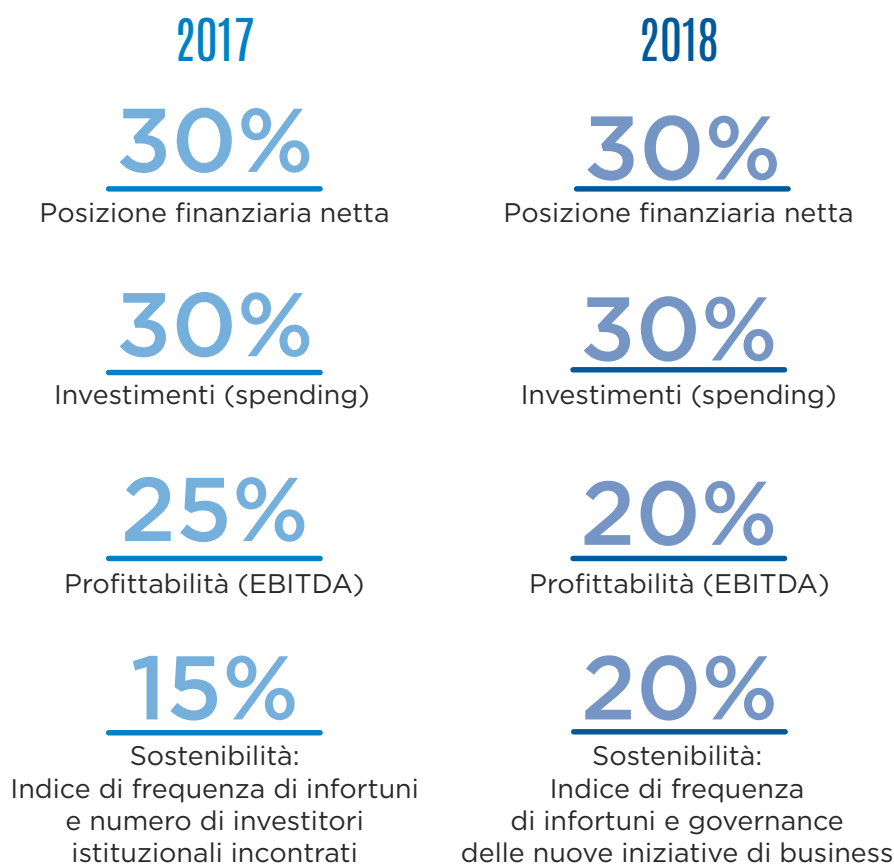 2017
30%
Posizione finanziaria netta
30%
Investimenti (spending)
25%
Profittabilità (EBITDA)
15%
Sostenibilità:
Indice di frequenza di infortuni
e numero di investitori
istituzionali incontrati
2018
30%
Posizione finanziaria netta
30%
Investimenti (spending)
20%
Profittabilità (EBITDA)
20%
Sostenibilità:
Indice di frequenza
di infortuni e governance
delle nuove iniziative di business